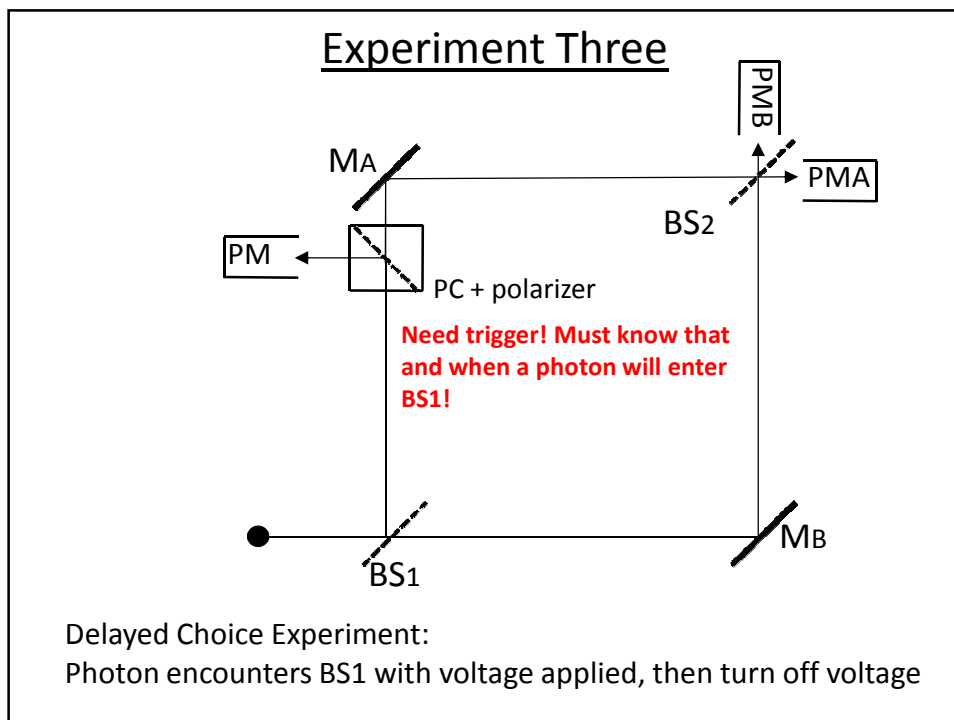 Experiment Three
PMB
MA
PMA
BS2
PM
PC + polarizer
Need trigger! Must know that
and when a photon will enter
BS1!
MB
BS1
Delayed Choice Experiment:
Photon encounters BS1 with voltage applied, then turn off voltage